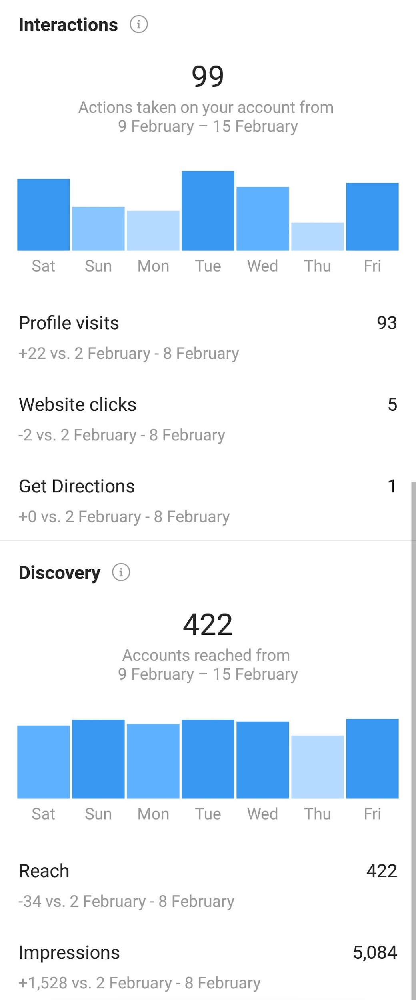 Interactions
99
Actions taken on your account from
9 February – 15 February
Sat Sun Mon Tue Wed Thu Fri
Profile visits 93
+22 vs. 2 February - 8 February
Website clicks 5
-2 vs. 2 February - 8 February
Get Directions 1
+0 vs. 2 February - 8 February
Discovery
422
Accounts reached from
9 February – 15 February
Sat Sun Mon Tue Wed Thu Fri
Reach 422
-34 vs. 2 February - 8 February
Impressions 5,084
+1,528 vs. 2 February - 8 February